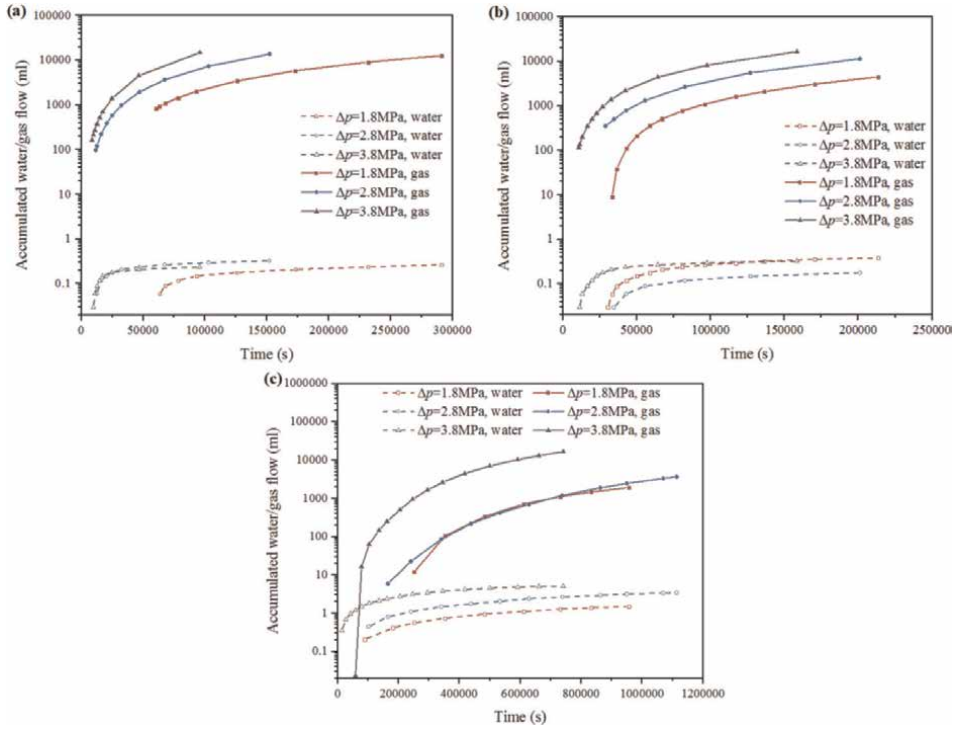 (a)
100000
10000
1000
100
10
1
0.1
Accumulated water/gas flow (ml)
Δp=1.8MPa, water
Δp=2.8MPa, water
Δp=3.8MPa, water
Δp=1.8MPa, gas
Δp=2.8MPa, gas
Δp=3.8MPa, gas
0 50000 100000 150000 200000 250000 300000
Time (s)
(b)
100000
10000
1000
100
10
1
0.1
Accumulated water/gas flow (ml)
Δp=1.8MPa, water
Δp=2.8MPa, water
Δp=3.8MPa, water
Δp=1.8MPa, gas
Δp=2.8MPa, gas
Δp=3.8MPa, gas
0 50000 100000 150000 200000 250000
Time (s)
(c)
1000000
100000
10000
1000
100
10
1
0.1
Accumulated water/gas flow (ml)
Δp=1.8MPa, water Δp=1.8MPa, gas
Δp=2.8MPa, water Δp=2.8MPa, gas
Δp=3.8MPa, water Δp=3.8MPa, gas
0 200000 400000 600000 800000 1000000 1200000
Time (s)